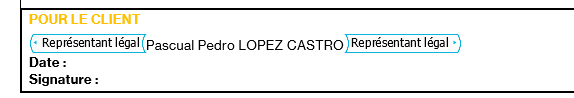 POUR LE CLIENT
Représentant légal Pascual Pedro LOPEZ CASTRO Représentant légal
Date :
Signature :